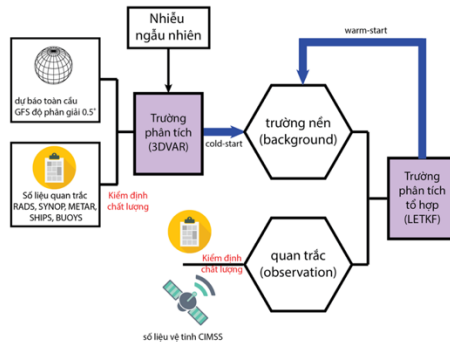 Nhiễu
ngẫu nhiên
warm-start
dự báo toàn cầu
GFS độ phân giải 0.5°
Trường
phân tích
(3DVAR)
cold-start
trường nền
(background)
Số liệu quan trắc
RADS, SYNOP, METAR,
SHIPS, BUOYS
Kiểm định
chất lượng
Trường
phân tích
tổ hợp
(LETKF)
Kiểm định
chất lượng
quan trắc
(observation)
số liệu vệ tinh CIMSS